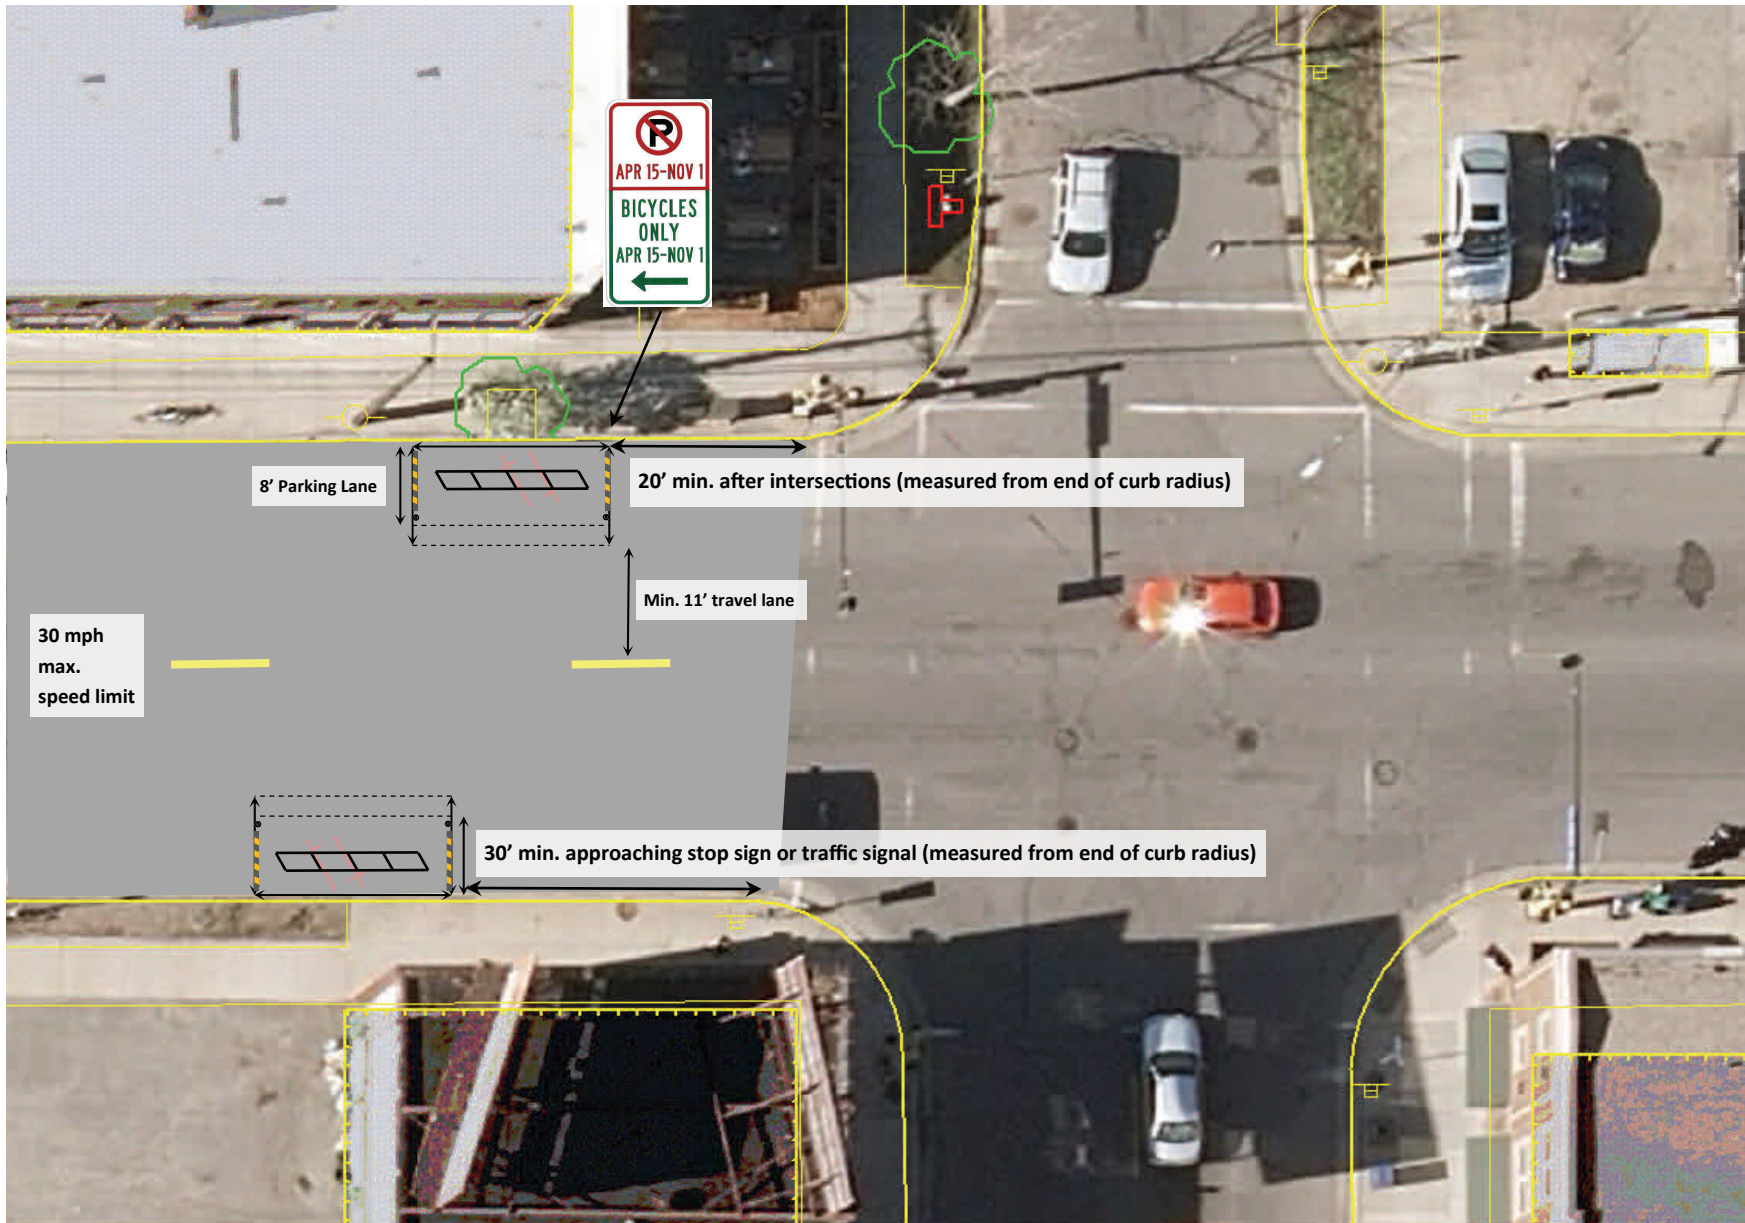 P
APR 15-NOV 1
BICYCLES
ONLY
APR 15-NOV 1
8’ Parking Lane
20’ min. after intersections (measured from end of curb radius)
Min. 11’ travel lane
30 mph
max.
speed limit
30’ min. approaching stop sign or traffic signal (measured from end of curb radius)